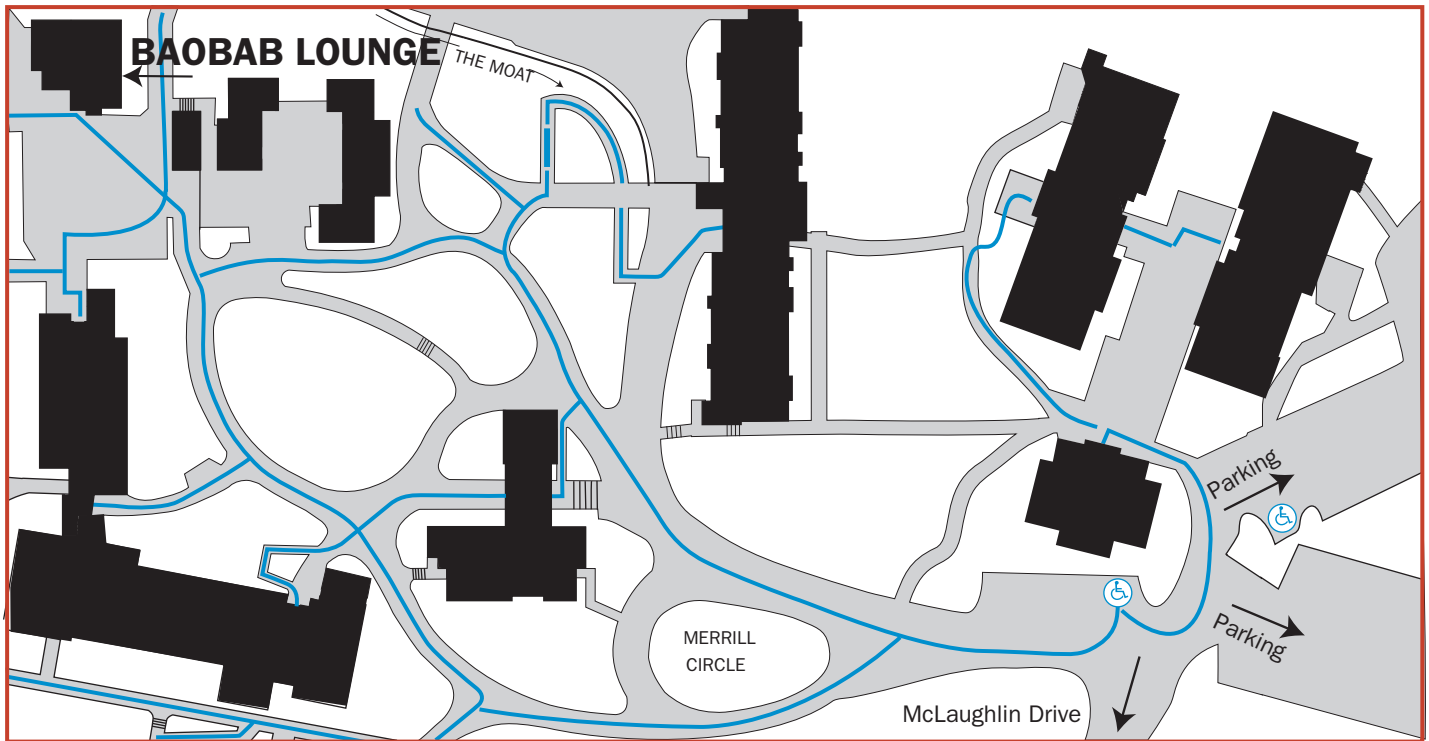 BAOBAB LOUNGE
THE MOAT
Parking
Parking
MERRILL
CIRCLE
McLaughlin Drive